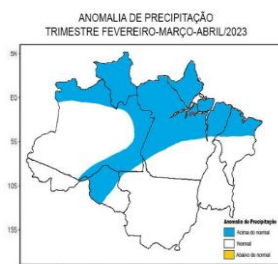 ANOMALIA DE PRECIPITAÇÃO
TRIMESTRE FEVEREIRO-MARÇO-ABRIL/2023
5N
EQ
5S
10S
15S
Anomalia de Precipitação
Acima do normal
Normal
Abaixo do normal